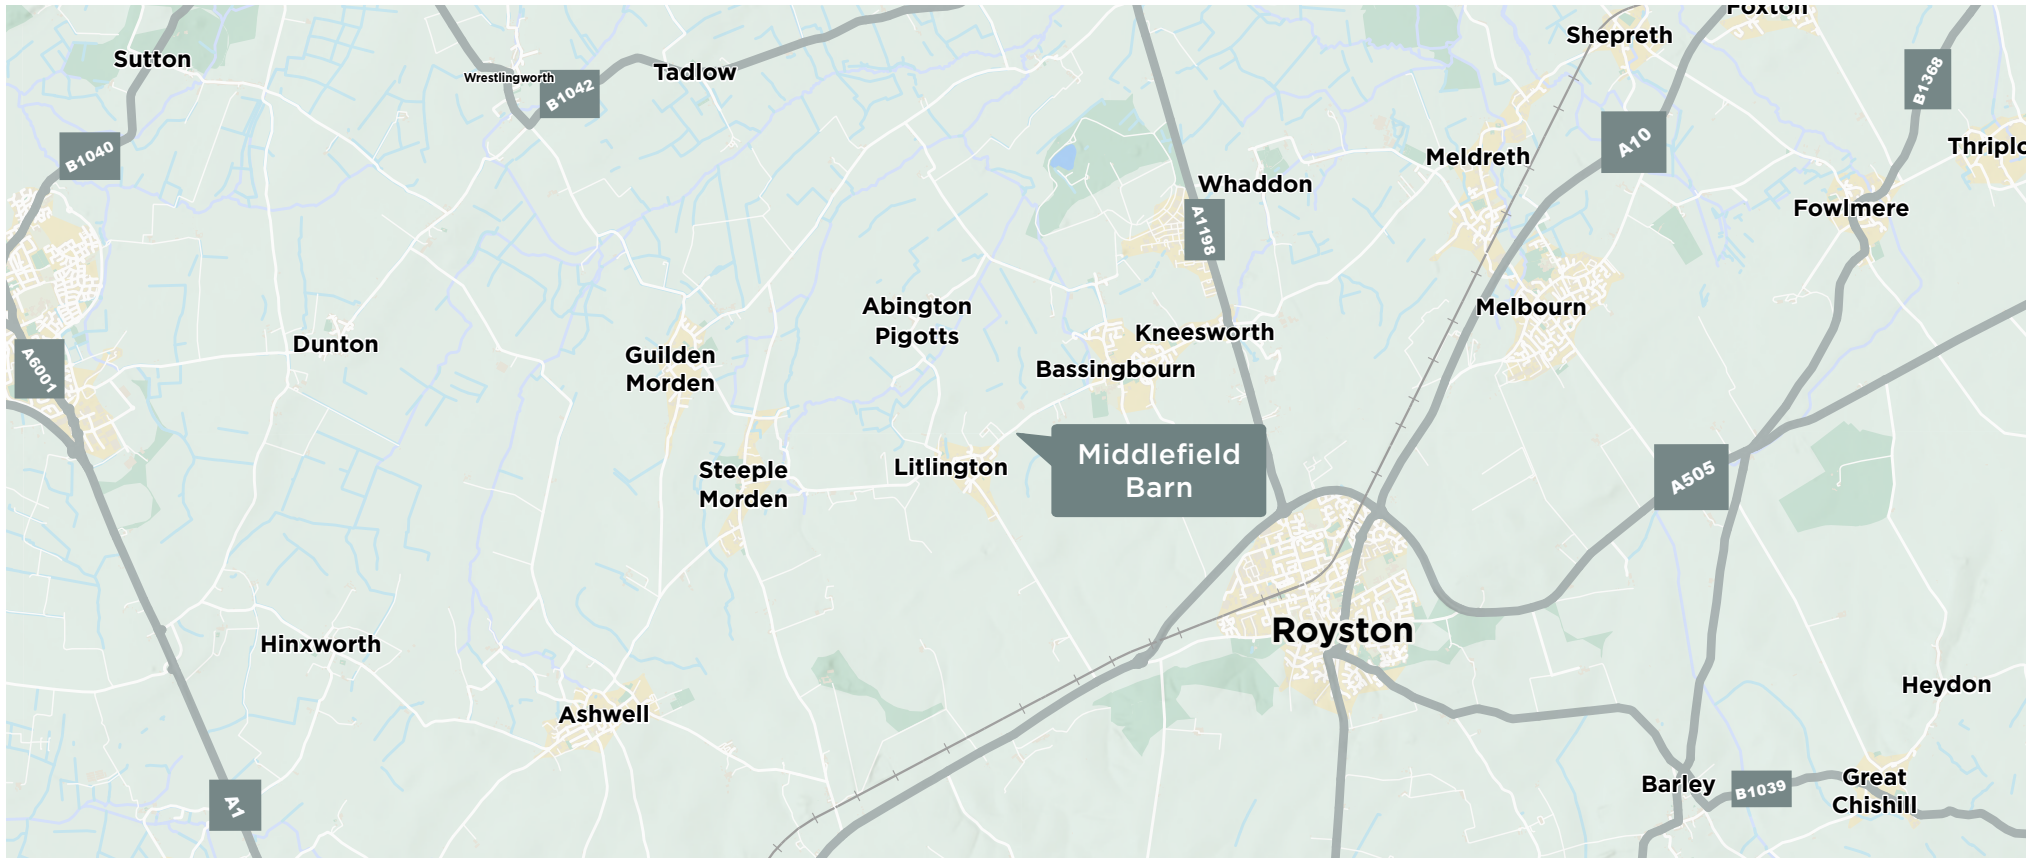 Foxton
Shepreth
Sutton
Wrestlingworth
Tadlow
B1042
B1368
B1040
A10
Thriplo
Meldreth
Whaddon
Fowlmere
A1198
Abington
Pigotts
Melbourn
Kneesworth
Dunton
Guilden
Morden
A6001
Bassingbourn
Middlefield
Barn
Litlington
Steeple
Morden
A505
Royston
Hinxworth
Heydon
Ashwell
Barley
B1039
Great
Chishill
A1